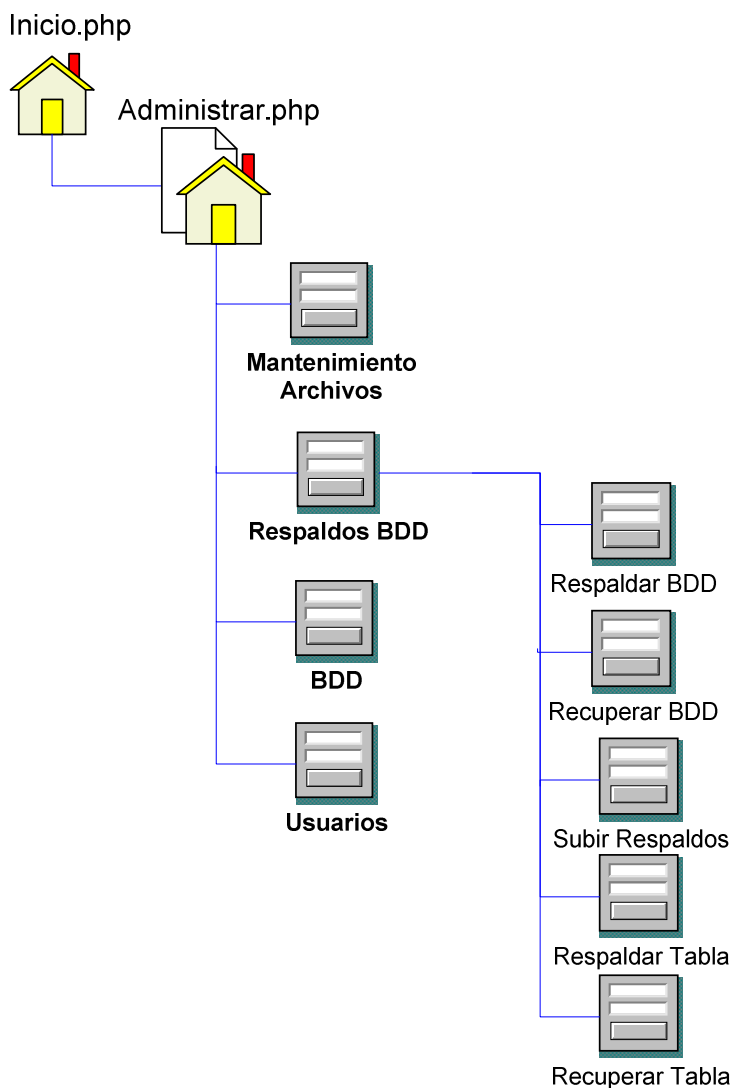 Inicio.php
Administrar.php
Mantenimiento
Archivos
Respaldos BDD
BDD
Usuarios
Respaldar BDD
Recuperar BDD
Subir Respaldos
Respaldar Tabla
Recuperar Tabla